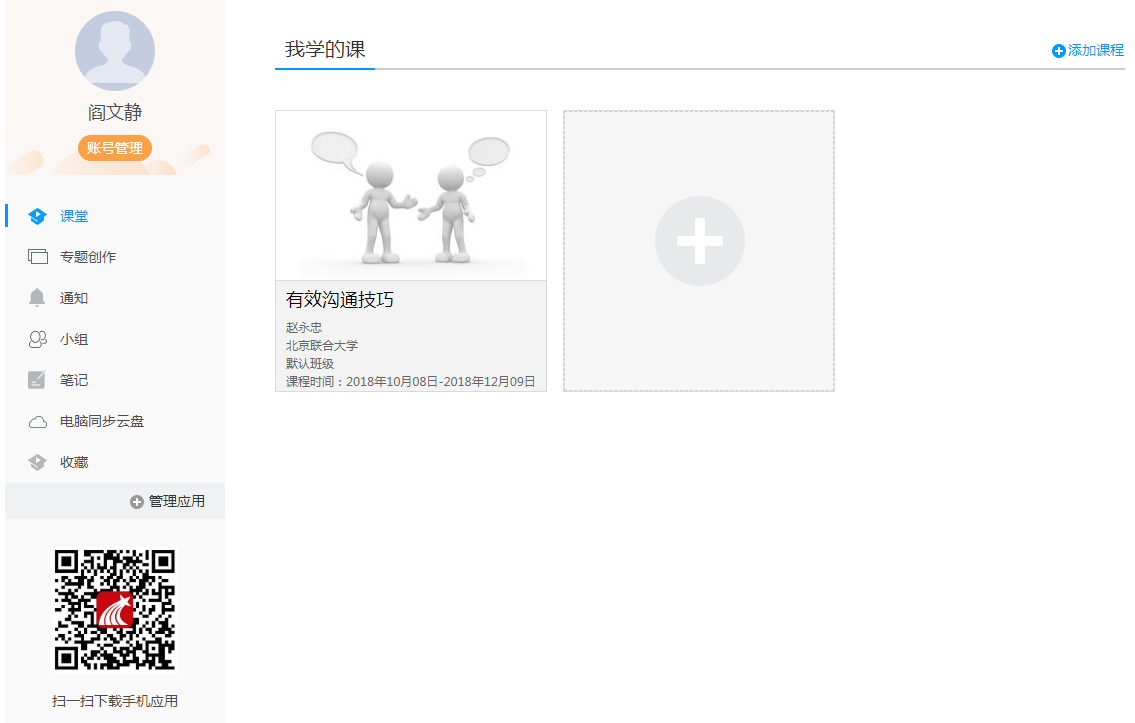 阎文静
账号管理
课堂
专题创作
通知
小组
笔记
电脑同步云盘
收藏
管理应用
扫一扫下载手机应用
我学的课
添加课程
有效沟通技巧
赵永忠
北京联合大学
默认班级
课程时间：2018年10月08日-2018年12月09日